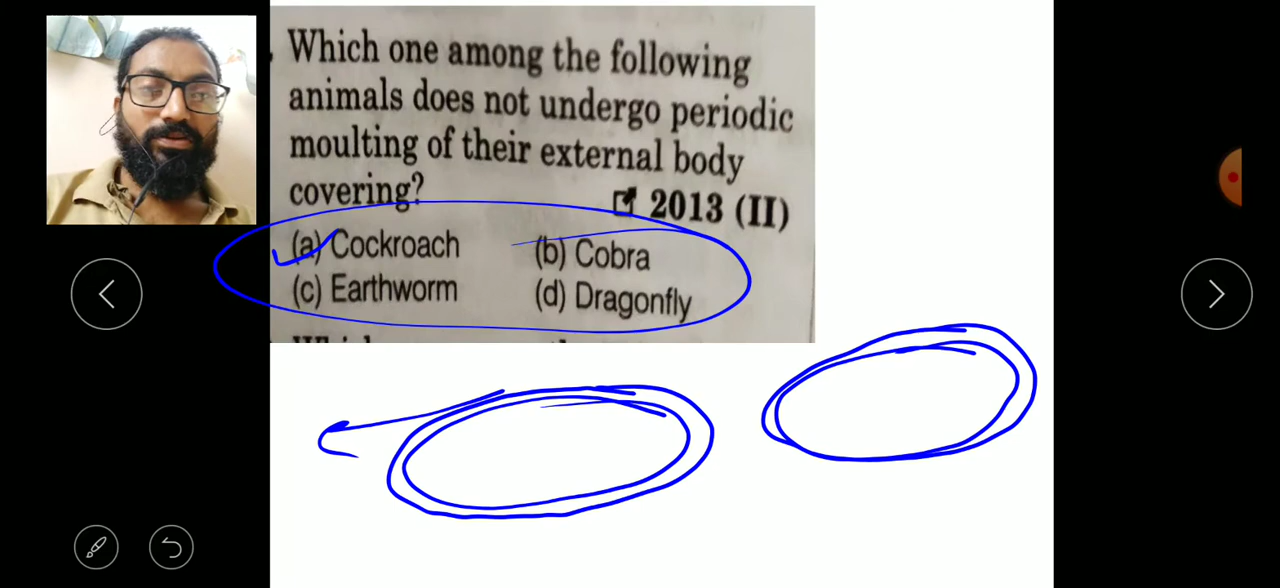 Which one among the following
animals does not undergo periodic
moulting of their external body
covering?
2013 (II)
(a) Cockroach (b) Cobra
(c) Earthworm (d) Dragonfly